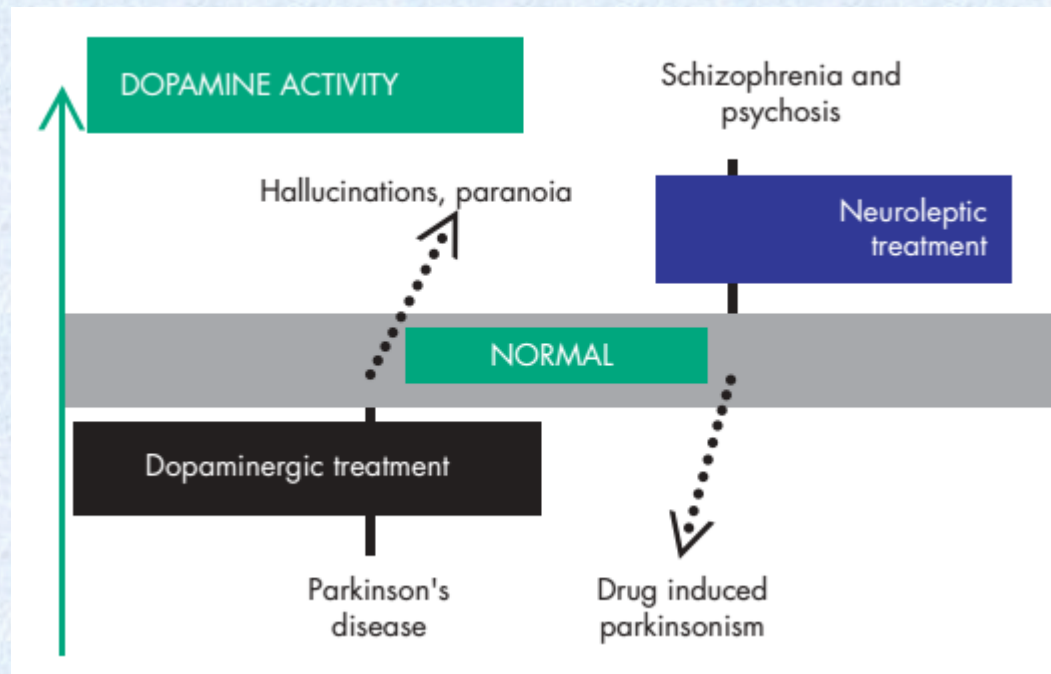 DOPAMINE ACTIVITY
Schizophrenia and
psychosis
Hallucinations, paranoia
Neuroleptic
treatment
NORMAL
Dopaminergic treatment
Parkinson's
disease
Drug induced
parkinsonism